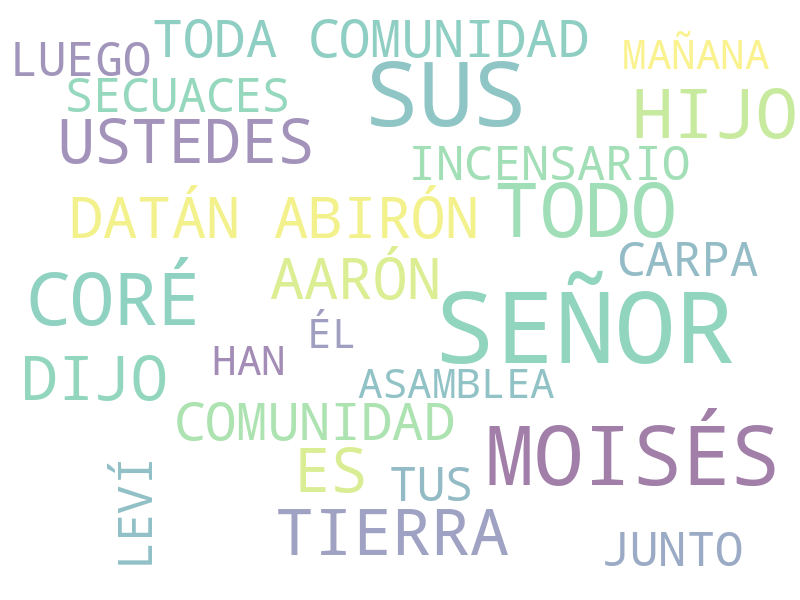 TODA COMUNIDAD
LUEGO
MAÑANA
SECUACES
SUS
HIJO
USTEDES
INCENSARIO
DATÁN ABIRÓN
TODO
CARPA
AARÓN
CORÉ
SEÑOR
ÉL
HAN
DIJO
ASAMBLEA
COMUNIDAD
MOISÉS
ES
TUS
LEVÍ
TIERRA
JUNTO